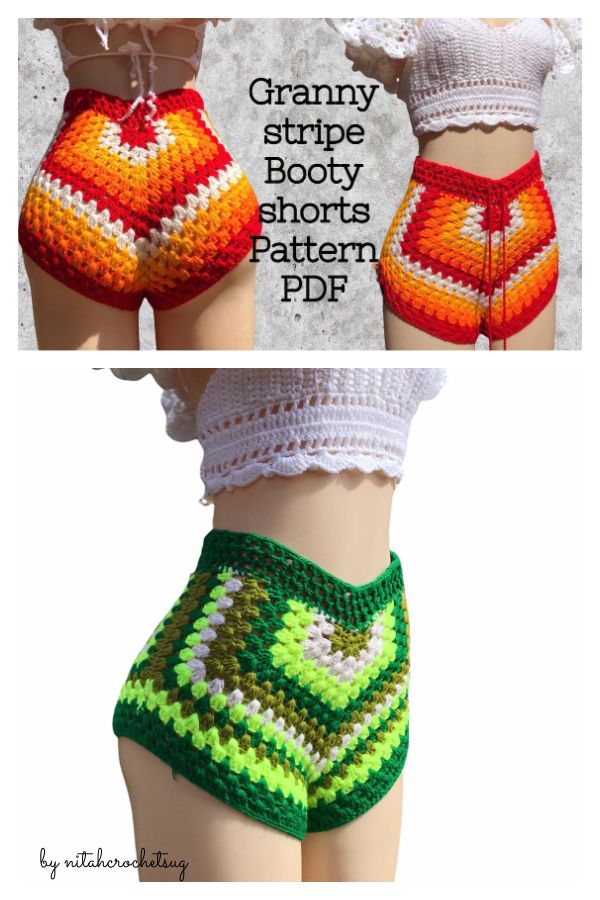 Granny
stripe
Booty
shorts
Pattern
PDF
by nitahcrochetsug